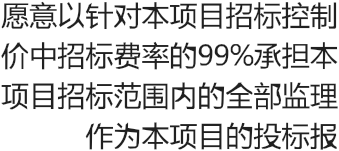 愿意以针对本项目招标控制
价中招标费率的99%承担本
项目招标范围内的全部监理
作为本项目的投标报